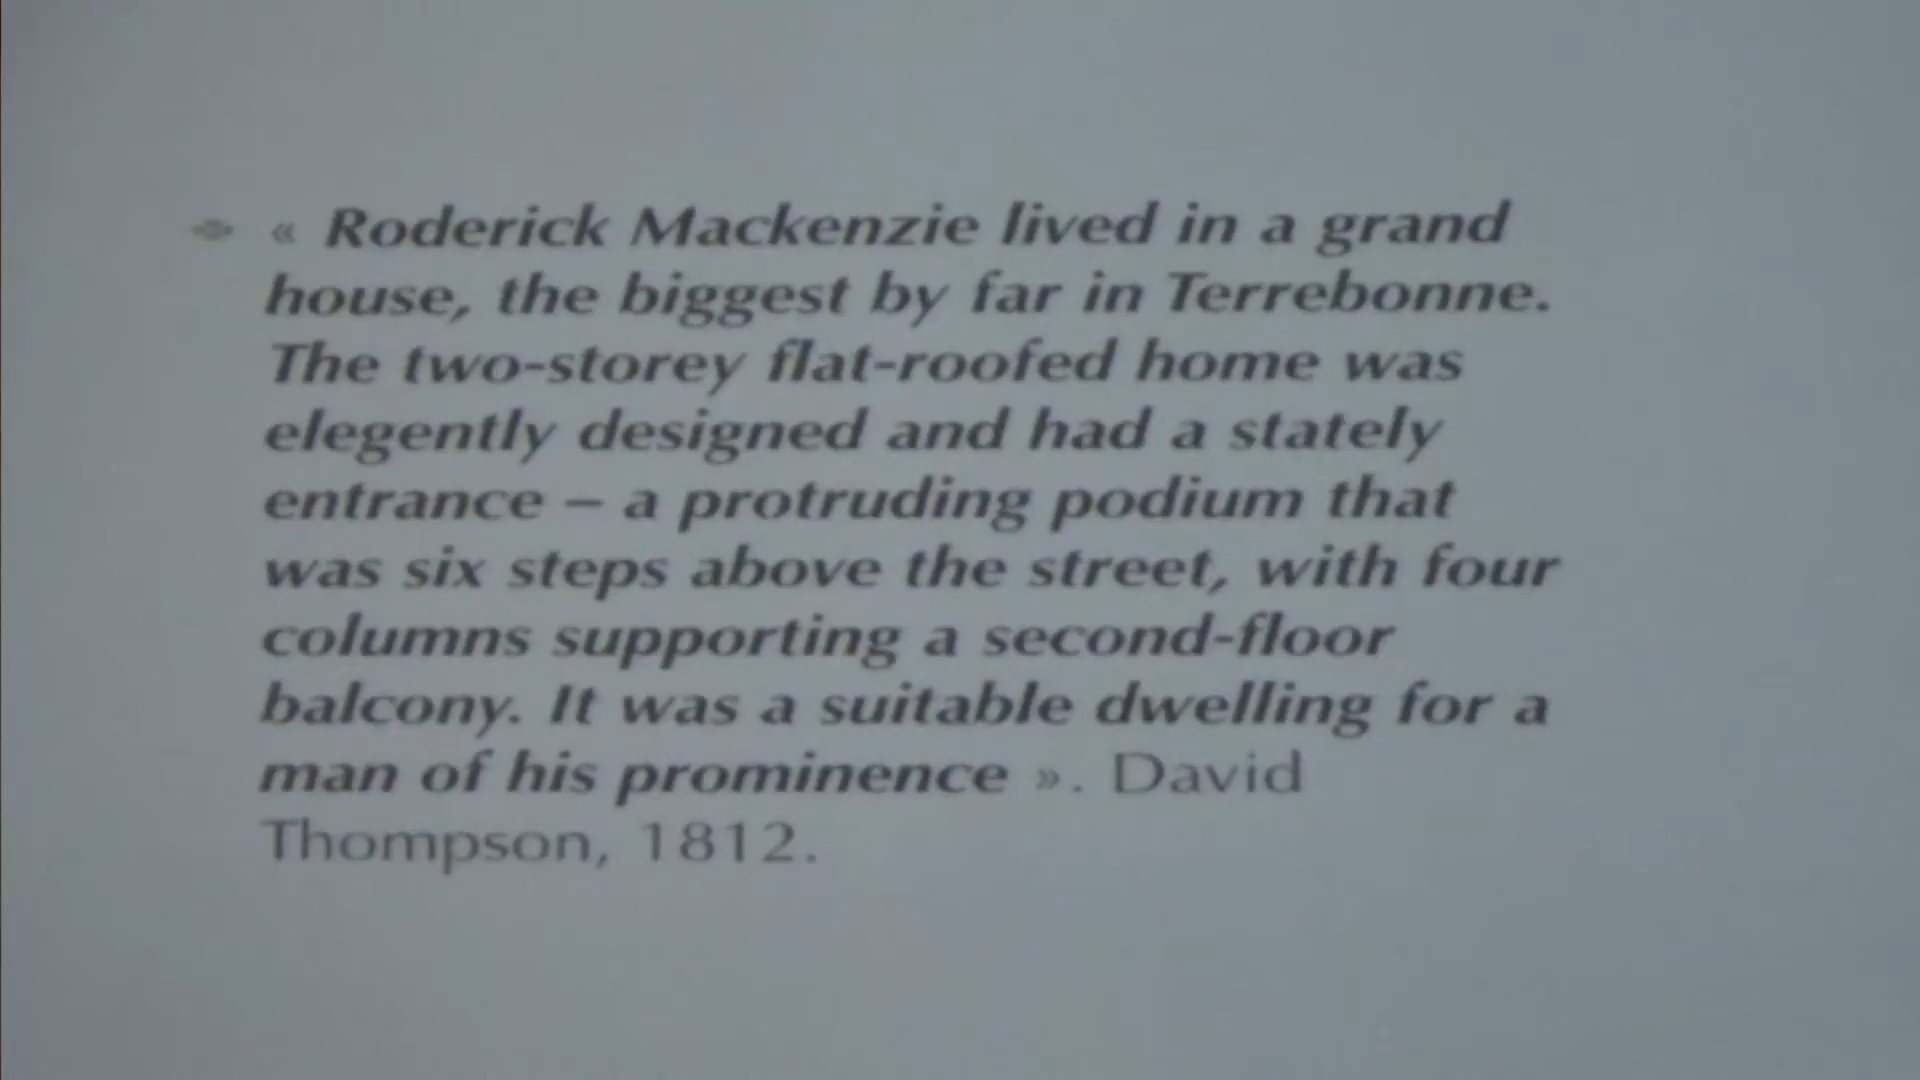 « Roderick Mackenzie lived in a grand
house, the biggest by far in Terrebonne.
The two-storey flat-roofed home was
elegently designed and had a stately
entrance – a protruding podium that
was six steps above the street, with four
columns supporting a second-floor
balcony. It was a suitable dwelling for a
man of his prominence ». David
Thompson, 1812.